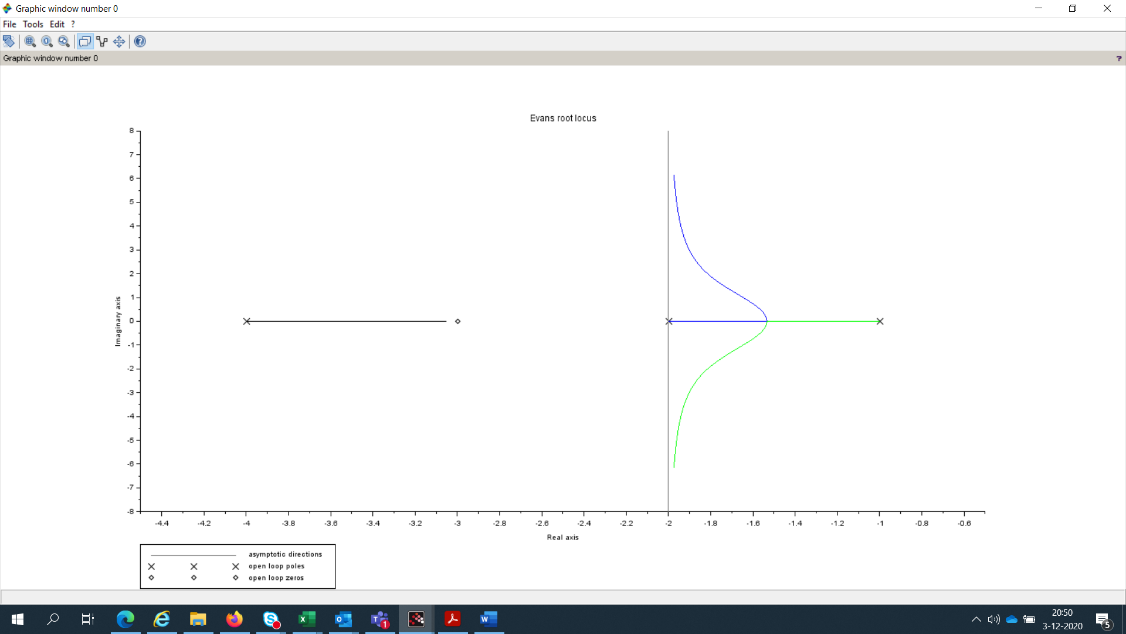 Graphic window number 0
File Tools Edit ?
Graphic window number 0
?
Evans root locus
8
7
6
5
4
3
2
1
0
-1
-2
-3
-4
-5
-6
-7
-8
Imaginary axis
-4.4 -4.2 -4 -3.8 -3.6 -3.4 -3.2 -3 -2.8 -2.6 -2.4 -2.2 -2 -1.8 -1.6 -1.4 -1.2 -1 -0.8 -0.6
Real axis
asymptotic directions
open loop poles
open loop zeros
20:50
3-12-2020
1
5